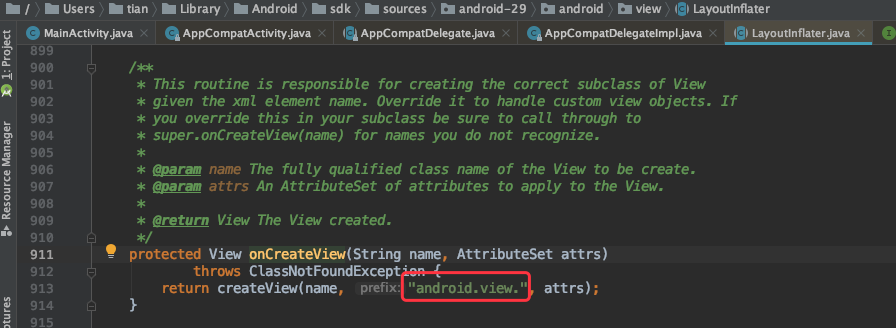 / Users tian Library Android sdk sources android-29 android view LayoutInflater
MainActivity.java × AppCompatActivity.java × AppCompatDelegate.java × AppCompatDelegateImpl.java × LayoutInflater.java ×
1: Project
Resource Manager
899
900 /**
901 * This routine is responsible for creating the correct subclass of View
902 * given the xml element name. Override it to handle custom view objects. If
903 * you override this in your subclass be sure to call through to
904 * super.onCreateView(name) for names you do not recognize.
905 *
906 * @param name The fully qualified class name of the View to be create.
907 * @param attrs An AttributeSet of attributes to apply to the View.
908 *
909 * @return View The View created.
910 */
911 protected View onCreateView(String name, AttributeSet attrs)
912 throws ClassNotFoundException {
913 return createView(name, prefix: "android.view.", attrs);
914 }